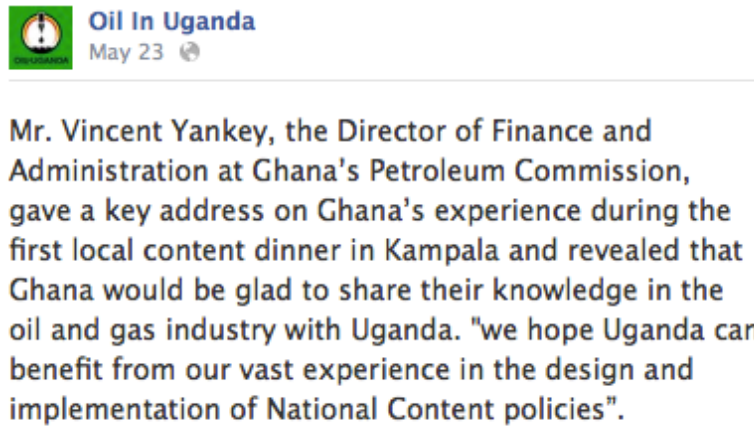 Oil In Uganda
May 23
OIL IN UGANDA
Mr. Vincent Yankey, the Director of Finance and
Administration at Ghana's Petroleum Commission,
gave a key address on Ghana's experience during the
first local content dinner in Kampala and revealed that
Ghana would be glad to share their knowledge in the
oil and gas industry with Uganda. "we hope Uganda can
benefit from our vast experience in the design and
implementation of National Content policies”.